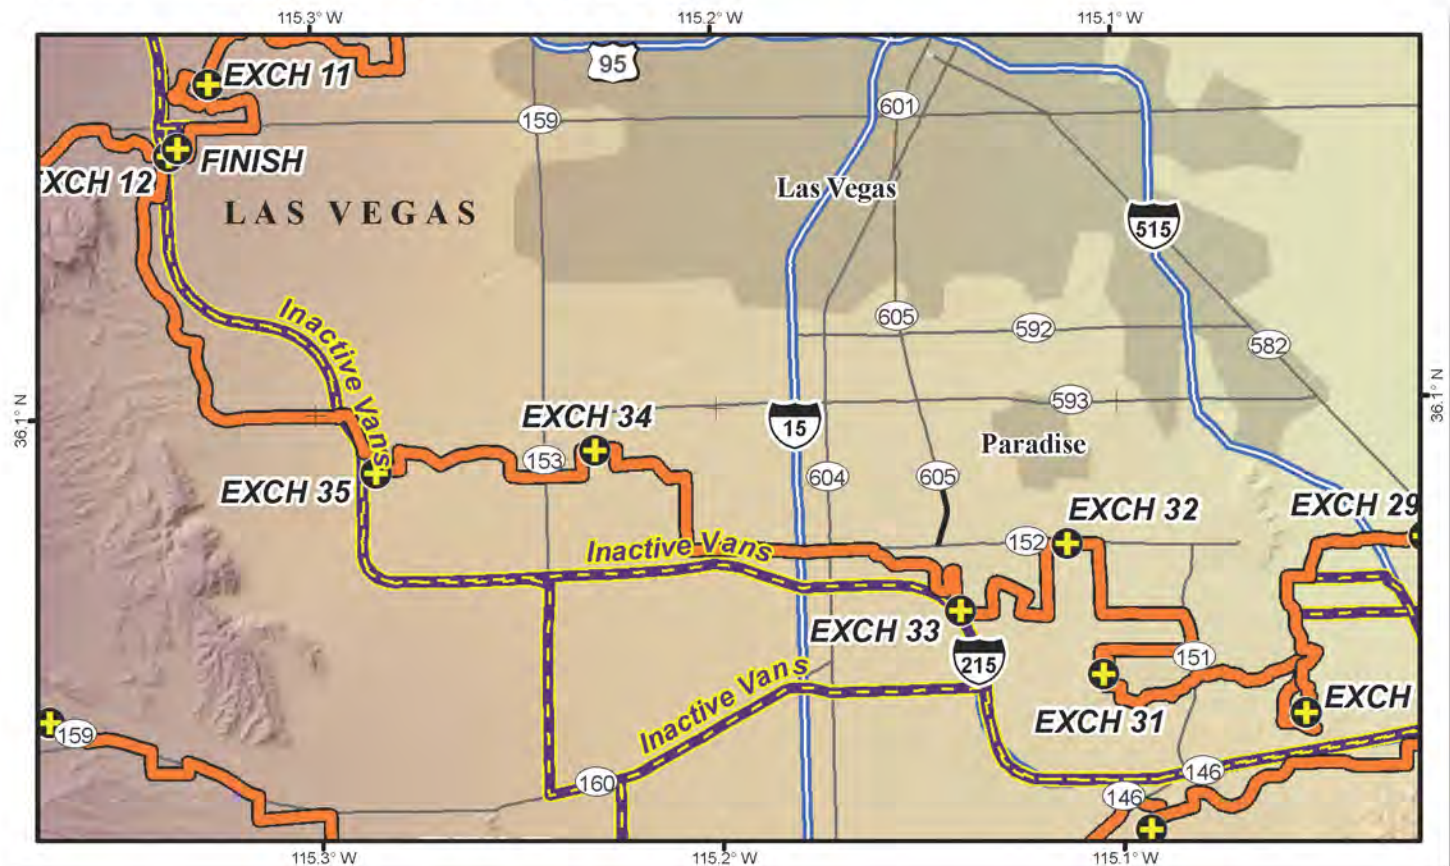 115.3° W
115.2° W
115.1° W
95
EXCH 11
601
159
FINISH
XCH 12
Las Vegas
LAS VEGAS
515
Inactive Vans
605
592
582
36.1° N
36.1° N
593
EXCH 34
15
Paradise
153
604
605
EXCH 35
EXCH 29
EXCH 32
152
Inactive Vans
EXCH 33
215
151
Inactive Vans
EXCH 31
EXCH
159
160
146
146
115.3° W
115.2° W
115.1° W